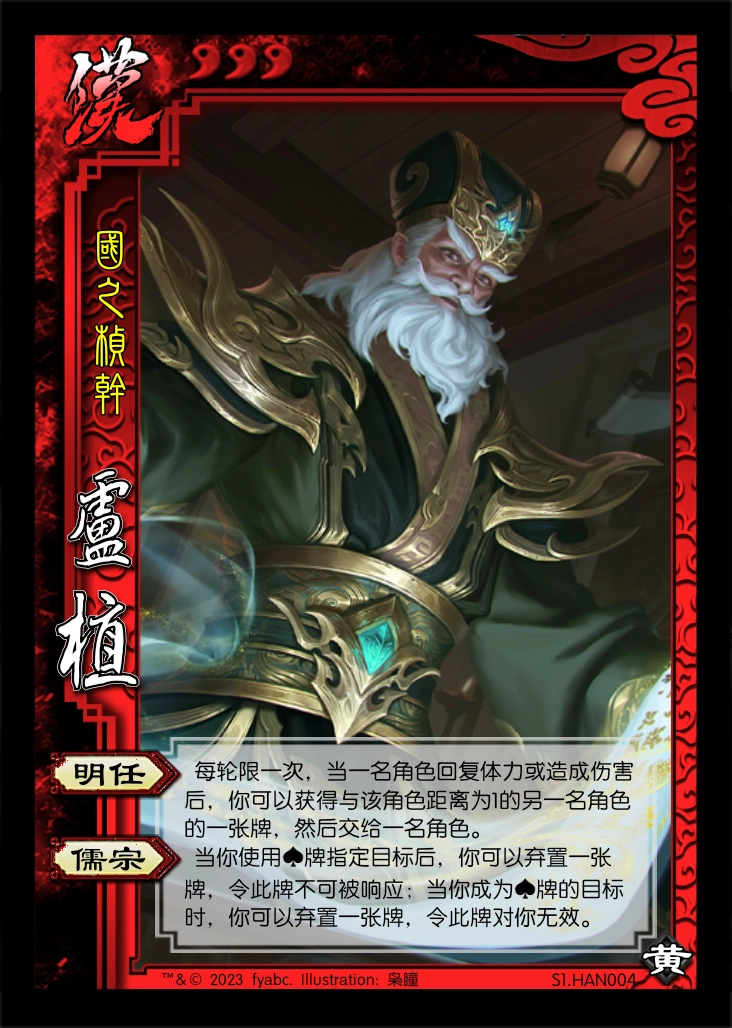 國之楨幹
盧植
明任
每轮限一次，当一名角色回复体力或造成伤害
后，你可以获得与该角色距离为1的另一名角色
的一张牌，然后交给一名角色。
儒宗
当你使用♠牌指定目标后，你可以弃置一张
牌，令此牌不可被响应；当你成为♠牌的目标
时，你可以弃置一张牌，令此牌对你无效。
™&© 2023 fyabc. Illustration: 枭瞳
S1.HAN004
黄